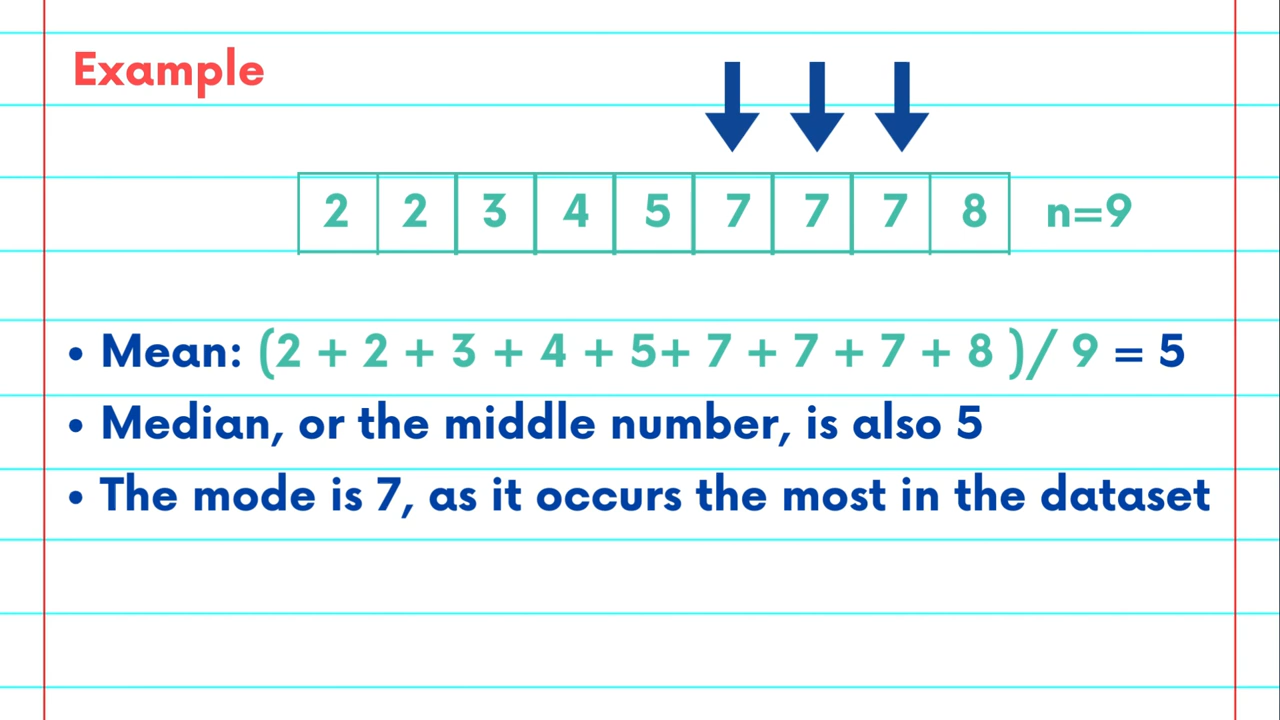 Example
2 2 3 4 5 7 7 7 8 n=9
• Mean: (2 + 2 + 3 + 4 + 5+ 7 + 7 + 7 + 8 )/ 9 = 5
• Median, or the middle number, is also 5
• The mode is 7, as it occurs the most in the dataset